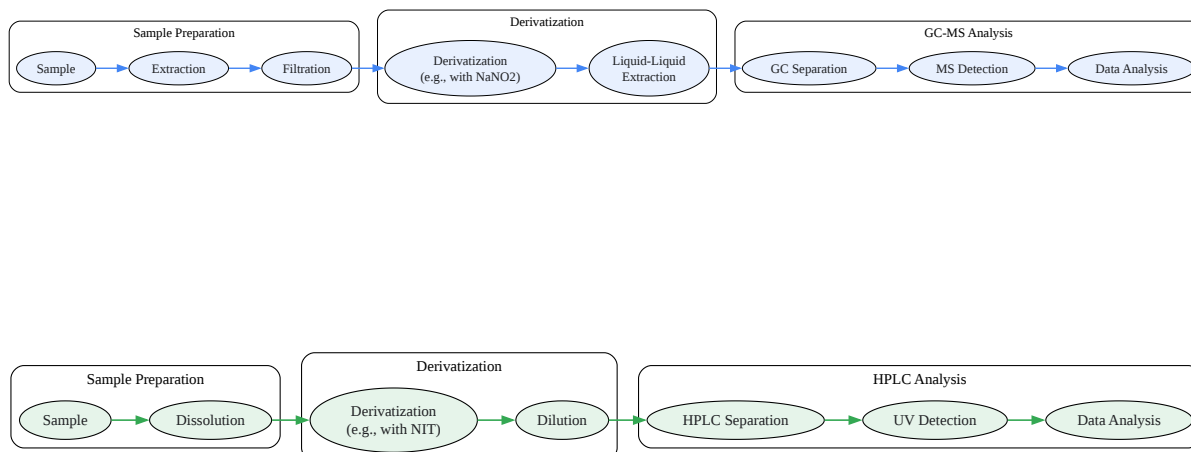 Sample Preparation
Sample
Extraction
Filtration
Derivatization
Derivatization
(e.g., with NaNO2)
Liquid-Liquid
Extraction
GC-MS Analysis
GC Separation
MS Detection
Data Analysis
Sample Preparation
Sample
Dissolution
Derivatization
Derivatization
(e.g., with NIT)
Dilution
HPLC Analysis
HPLC Separation
UV Detection
Data Analysis